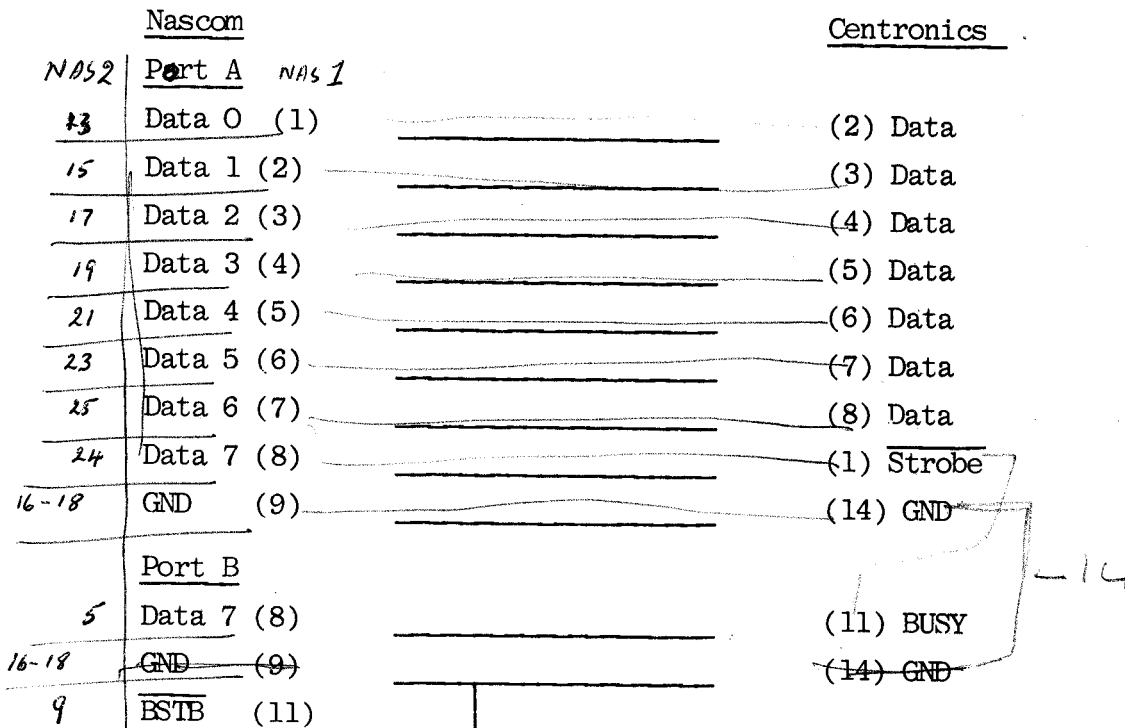 Nascom Centronics
NAS2 Port A NAS 1
13 Data 0 (1) (2) Data
15 Data 1 (2) (3) Data
17 Data 2 (3) (4) Data
19 Data 3 (4) (5) Data
21 Data 4 (5) (6) Data
23 Data 5 (6) (7) Data
25 Data 6 (7) (8) Data
24 Data 7 (8) (1) Strobe
16-18 GND (9) (14) GND
Port B
5 Data 7 (8) (11) BUSY
16-18 GND (9) (14) GND
9 BSTB (11)